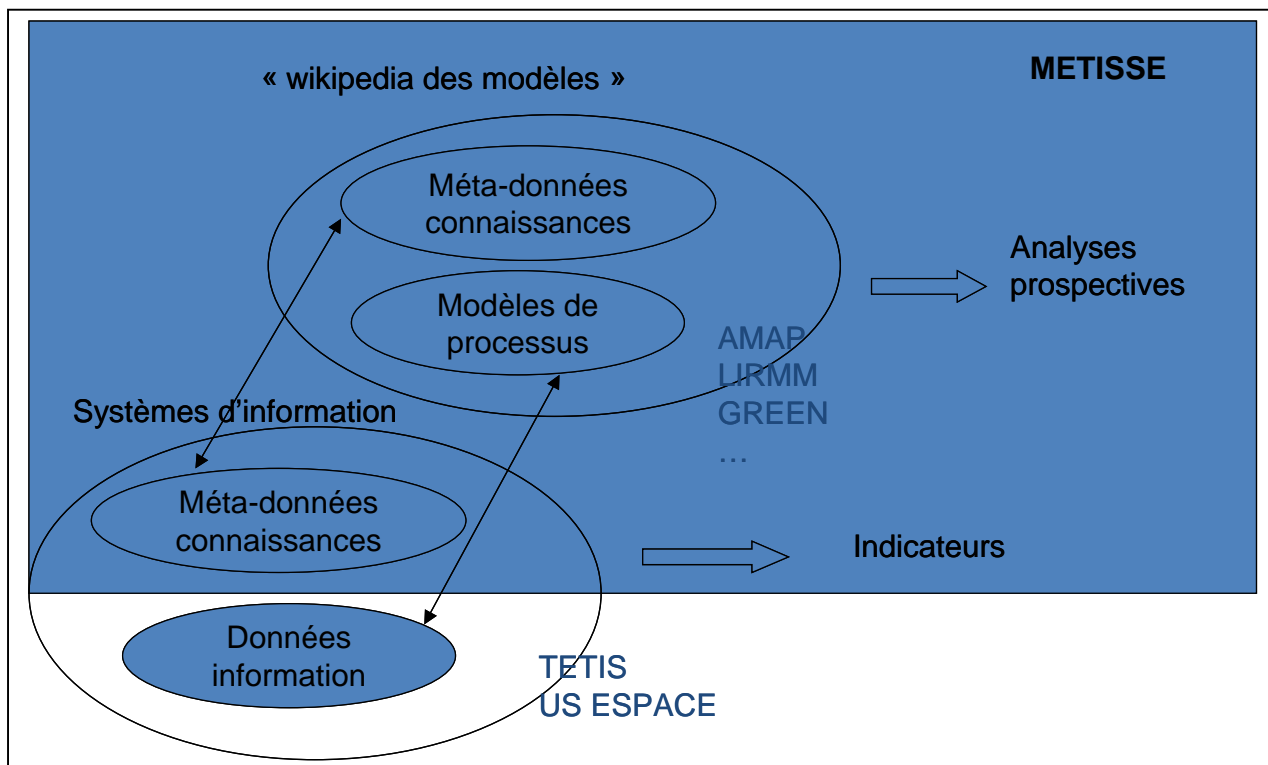 « wikipedia des modèles »
METISSE
Méta-données
connaissances
Modèles de
processus
Analyses
prospectives
AMAP
LIRMM
GREEN
…
Systèmes d'information
Méta-données
connaissances
Indicateurs
Données
information
TETIS
US ESPACE